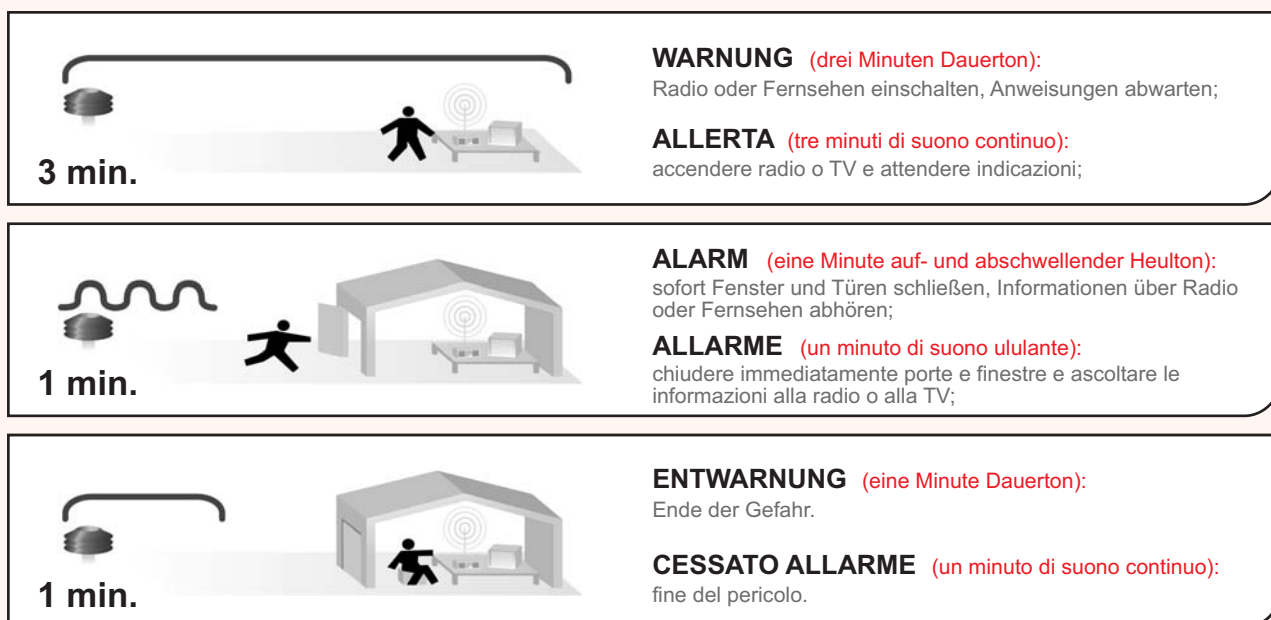 3 min.
WARNUNG (drei Minuten Dauerton):
Radio oder Fernsehen einschalten, Anweisungen abwarten;
ALLERTA (tre minuti di suono continuo):
accendere radio o TV e attendere indicazioni;
1 min.
ALARM (eine Minute auf- und abschwellender Heulton):
sofort Fenster und Türen schließen, Informationen über Radio
oder Fernsehen abhören;
ALLARME (un minuto di suono ululante):
chiudere immediatamente porte e finestre e ascoltare le
informazioni alla radio o alla TV;
1 min.
ENTWARNUNG (eine Minute Dauerton):
Ende der Gefahr.
CESSATO ALLARME (un minuto di suono continuo):
fine del pericolo.